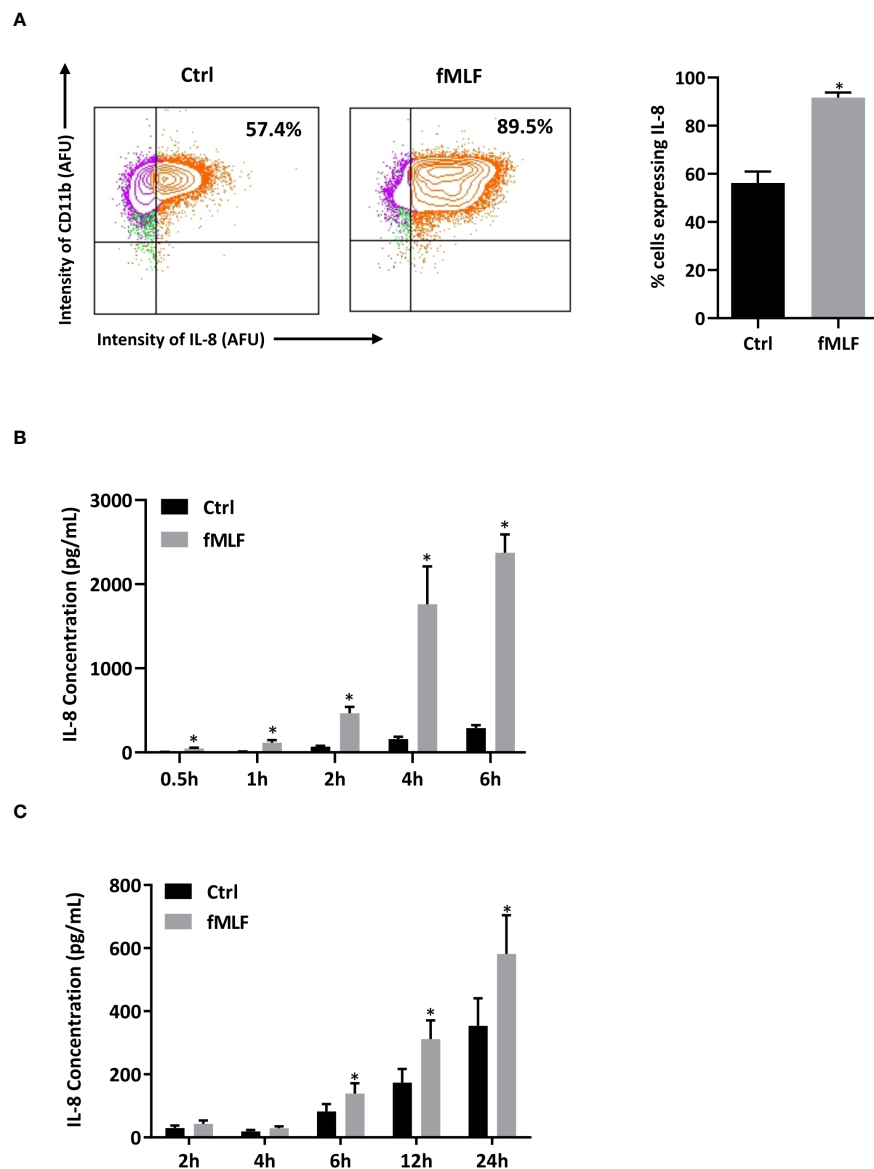 A
Ctrl
fMLF
57.4%
89.5%
Intensity of CD11b (AFU)
Intensity of IL-8 (AFU)
% cells expressing IL-8
100
80
60
40
20
0
*
Ctrl
fMLF
B
IL-8 Concentration (pg/mL)
3000
2000
1000
0
Ctrl
fMLF
* * * * *
0.5h 1h 2h 4h 6h
C
IL-8 Concentration (pg/mL)
800
600
400
200
0
Ctrl
fMLF
* * *
2h 4h 6h 12h 24h